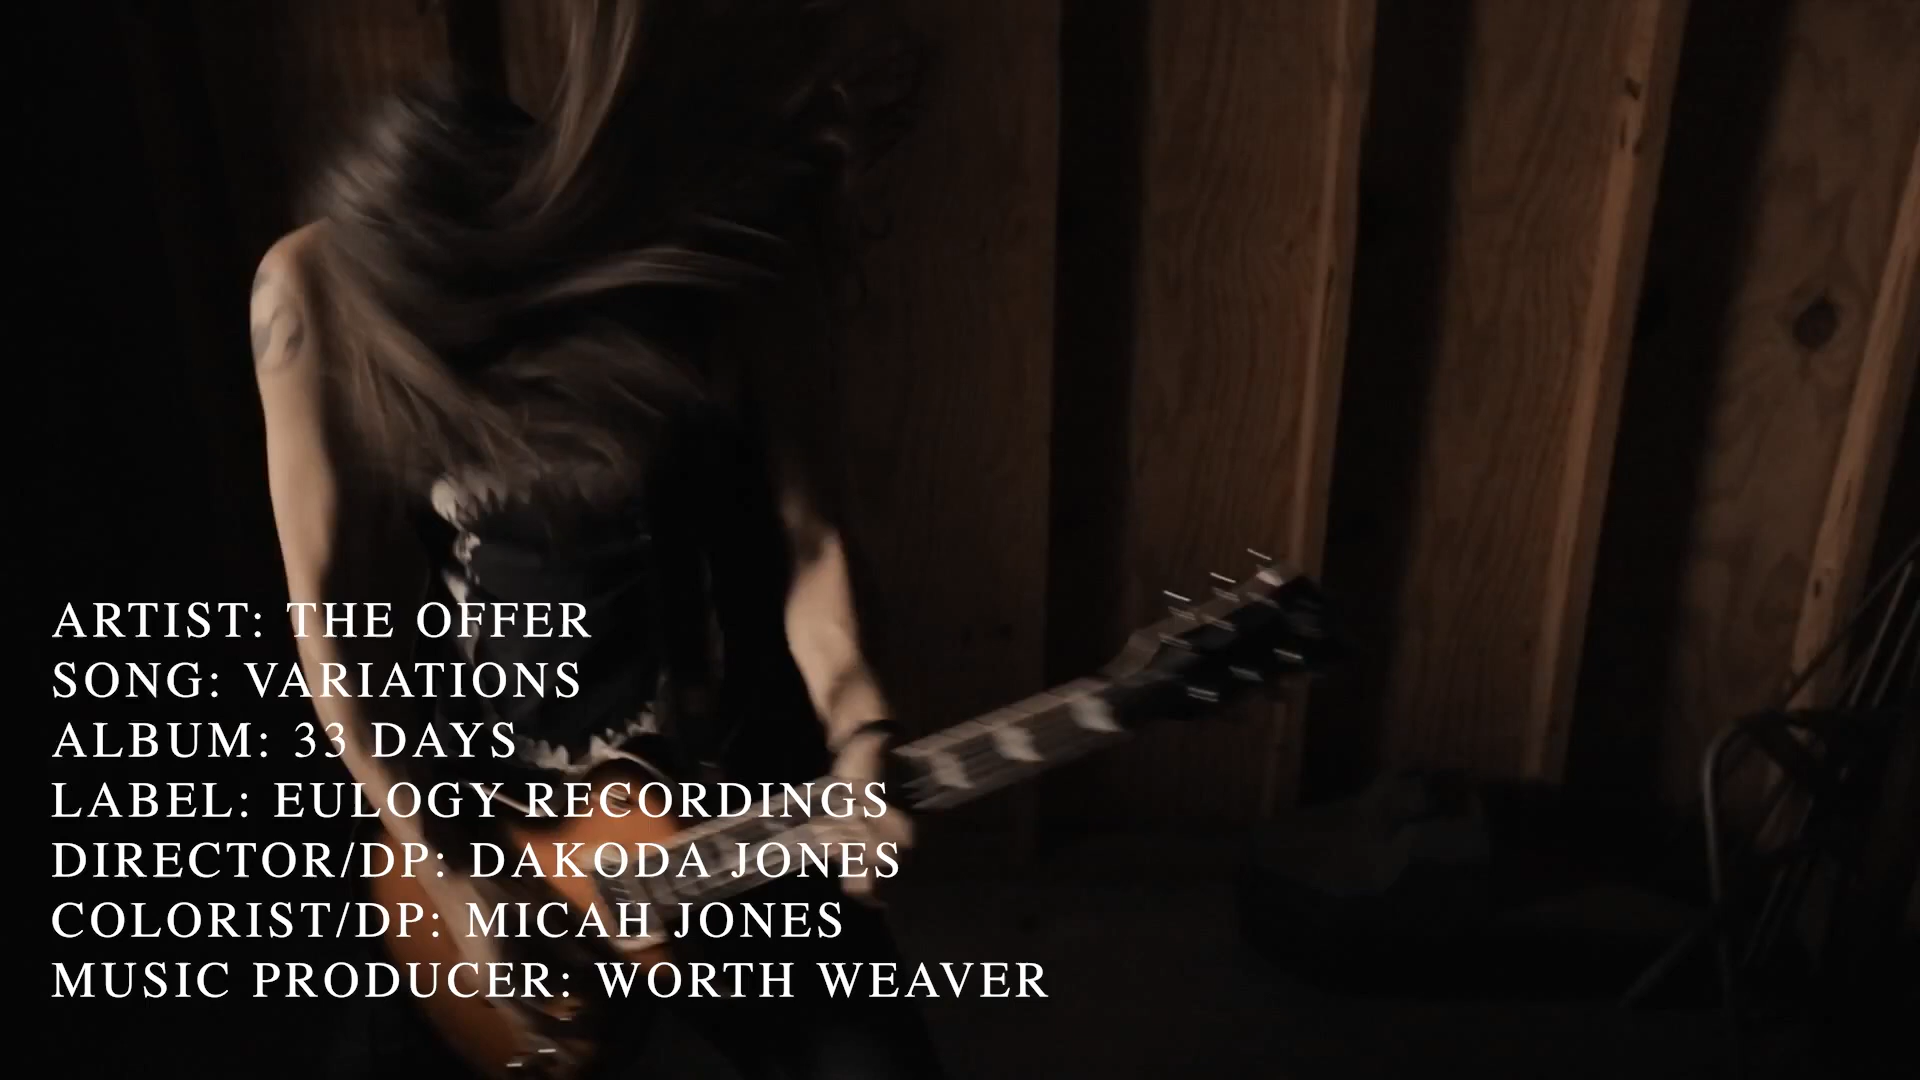 ARTIST: THE OFFER
SONG: VARIATIONS
ALBUM: 33 DAYS
LABEL: EULOGY RECORDINGS
DIRECTOR/DP: DAKODA JONES
COLORIST/DP: MICAH JONES
MUSIC PRODUCER: WORTH WEAVER